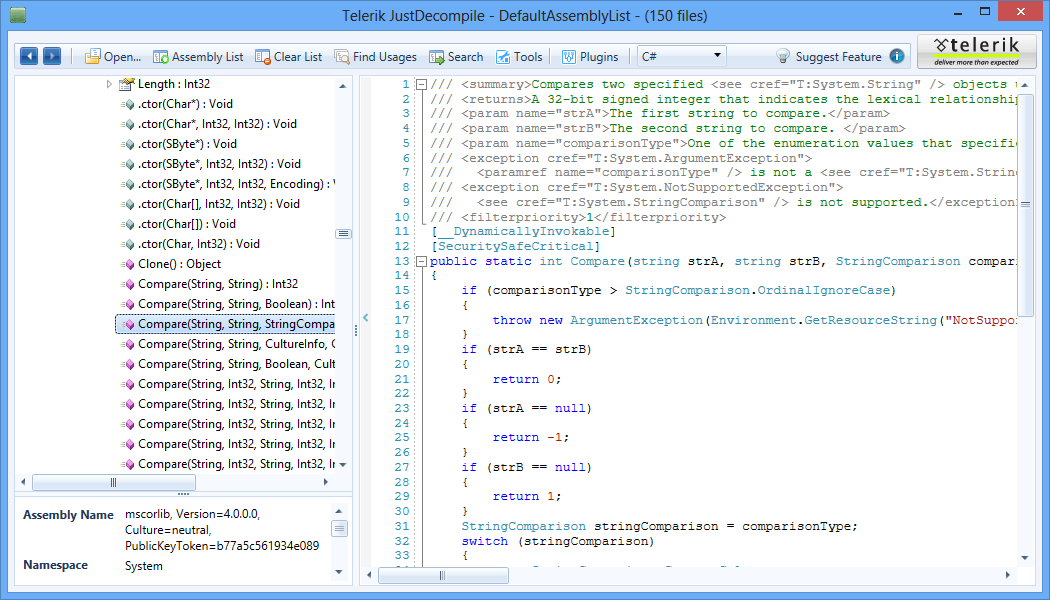 Telerik JustDecompile - DefaultAssemblyList - (150 files)
Open... Assembly List Clear List Find Usages Search Tools Plugins C# Suggest Feature
telerik
deliver more than expected
Length : Int32
.ctor(Char*) : Void
.ctor(Char*, Int32, Int32) : Void
.ctor(SByte*) : Void
.ctor(SByte*, Int32, Int32) : Void
.ctor(SByte*, Int32, Int32, Encoding) :
.ctor(Char[], Int32, Int32) : Void
.ctor(Char[]) : Void
.ctor(Char, Int32) : Void
Clone() : Object
Compare(String, String) : Int32
Compare(String, String, Boolean) : Int
Compare(String, String, StringCompa
Compare(String, String, CultureInfo,
Compare(String, String, Boolean, Cult
Compare(String, Int32, String, Int32, Ir
Compare(String, Int32, String, Int32, Ir
Compare(String, Int32, String, Int32, Ir
Compare(String, Int32, String, Int32, Ir
Compare(String, Int32, String, Int32, Ir
Assembly Name mscorlib, Version=4.0.0.0,
Culture=neutral,
PublicKeyToken=b77a5c561934e089
Namespace System
1 /// <summary>Compares two specified <see cref="T:System.String" /> objects
2 /// <returns>A 32-bit signed integer that indicates the lexical relationship
3 /// <param name="strA">The first string to compare.</param>
4 /// <param name="strB">The second string to compare. </param>
5 /// <param name="comparisonType">One of the enumeration values that specifi
6 /// <exception cref="T:System.ArgumentException">
7 /// <paramref name="comparisonType" /> is not a <see cref="T:System.String
8 /// <exception cref="T:System.NotSupportedException">
9 /// <see cref="T:System.StringComparison" /> is not supported.</exception
10 /// <filterpriority>1</filterpriority>
11 [__DynamicallyInvokable]
12 [SecuritySafeCritical]
13 public static int Compare(string strA, string strB, StringComparison compari
14 {
15 if (comparisonType > StringComparison.OrdinalIgnoreCase)
16 {
17 throw new ArgumentException(Environment.GetResourceString("NotSuppo
18 }
19 if (strA == strB)
20 {
21 return 0;
22 }
23 if (strA == null)
24 {
25 return -1;
26 }
27 if (strB == null)
28 {
29 return 1;
30 }
31 StringComparison stringComparison = comparisonType;
32 switch (stringComparison)
33 {